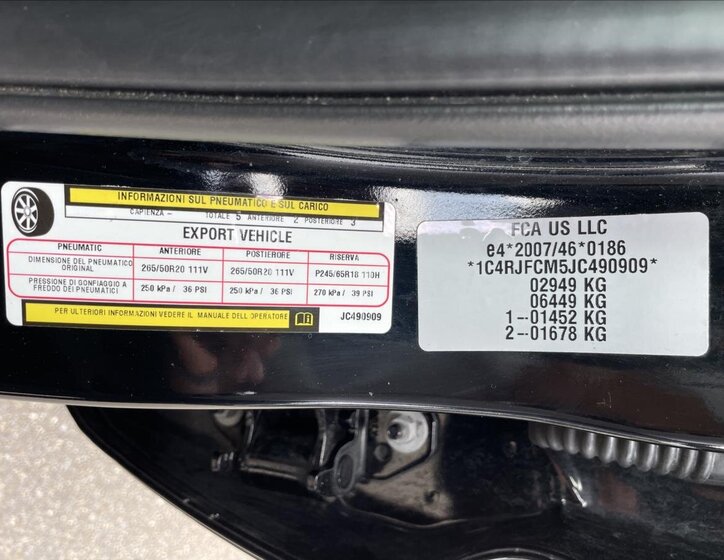 INFORMAZIONI SUL PNEUMATICO E SUL CARICO
CAPIENZA - TOTALE 5 ANTERIORE 2 POSTERIORE 3
EXPORT VEHICLE
PNEUMATIC ANTERIORE POSTERIORE RISERVA
DIMENSIONE DEL PNEUMATICO ORIGINAL 265/50R20 111V 265/50R20 111V P245/65R18 110H
PRESSIONE DI GONFIAGGIO A FREDDO DEI PNEUMATICI 250 kPa / 36 PSI 250 kPa / 36 PSI 270 kPa / 39 PSI
PER ULTERIORI INFORMAZIONI VEDERE IL MANUALE DELL'OPERATORE JC490909
FCA US LLC
e4*2007/46*0186
*1C4RJFCM5JC490909*
02949 KG
06449 KG
1--01452 KG
2--01678 KG